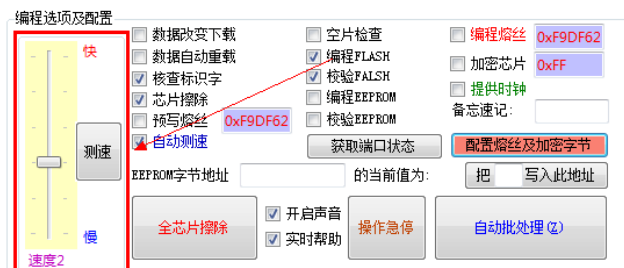 编程选项及配置
快
测速
慢
速度2
数据改变下载
数据自动重载
核查标识字
芯片擦除
预写熔丝 0xF9DF62
自动测速
空片检查
编程FLASH
校验FALSH
编程EEPROM
校验EEPROM
获取端口状态
编程熔丝 0xF9DF62
加密芯片 0xFF
提供时钟
备忘速记:
配置熔丝及加密字节
EEPROM字节地址 的当前值为: 把 写入此地址
全芯片擦除
开启声音
实时帮助
操作急停
自动批处理(Z)